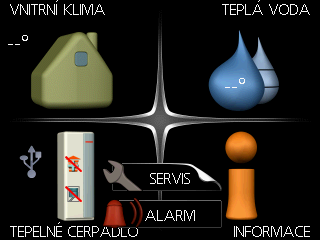 VNITRNÍ KLIMA
TEPLÁ VODA
--°
--°
SERVIS
ALARM
TEPELNÉ ČERPADLO
INFORMACE